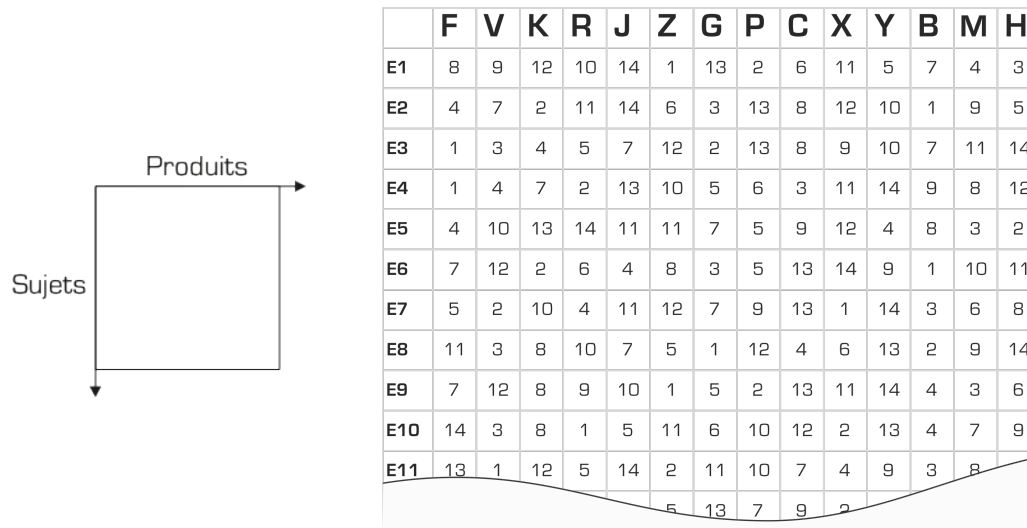 Produits
Sujets
F V K R J Z G P C X Y B M H
E1 8 9 12 10 14 1 13 2 6 11 5 7 4 3
E2 4 7 2 11 14 6 3 13 8 12 10 1 9 5
E3 1 3 4 5 7 12 2 13 8 9 10 7 11 14
E4 1 4 7 2 13 10 5 6 3 11 14 9 8 12
E5 4 10 13 14 11 11 7 5 9 12 4 8 3 2
E6 7 12 2 6 4 8 3 5 13 14 9 1 10 11
E7 5 2 10 4 11 12 7 9 13 1 14 3 6 8
E8 11 3 8 10 7 5 1 12 4 6 13 2 9 14
E9 7 12 8 9 10 1 5 2 13 11 14 4 3 6
E10 14 3 8 1 5 11 6 10 12 2 13 4 7 9
E11 13 1 12 5 14 2 11 10 7 4 9 3 8
5 13 7 9